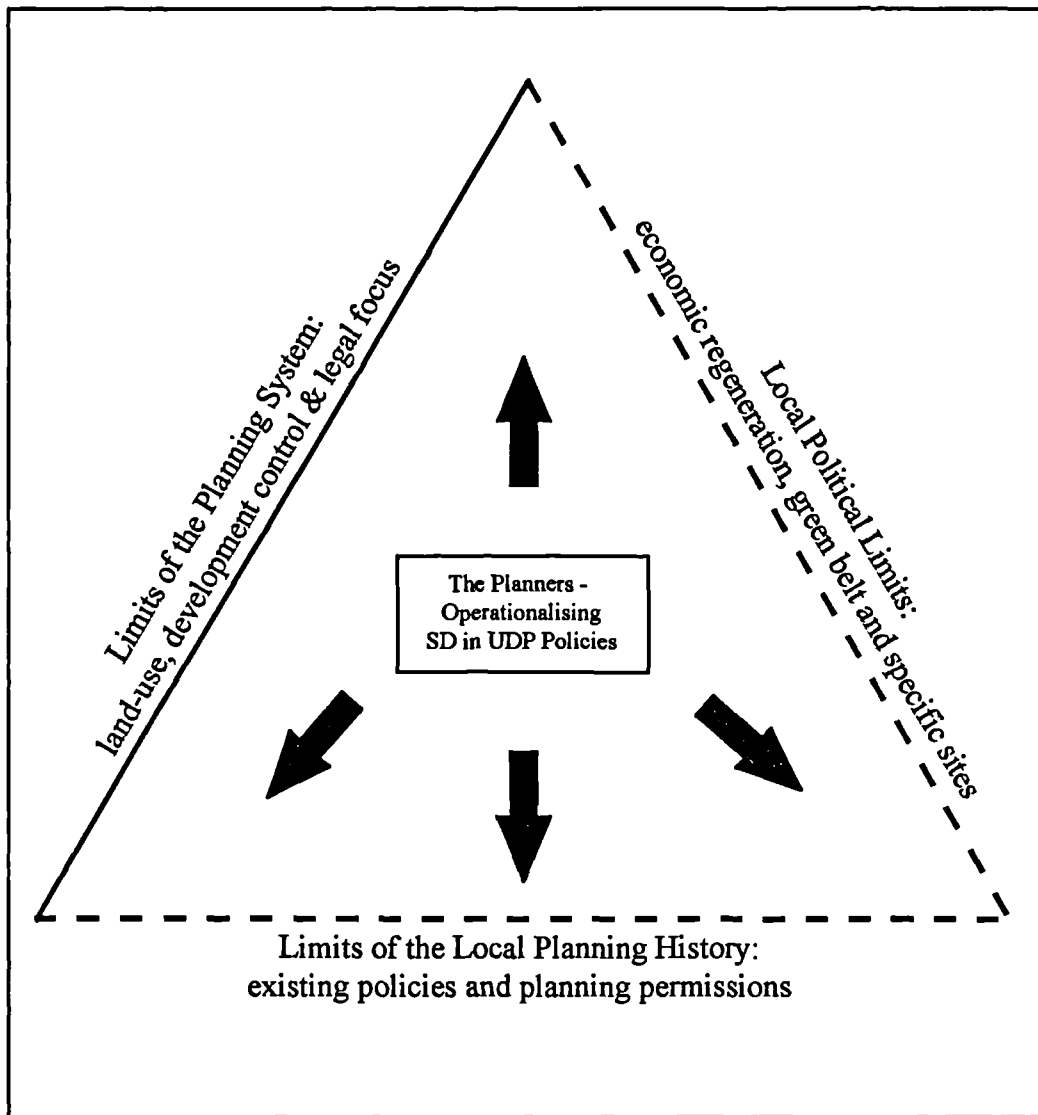 Limits of the Planning System:
land-use, development control & legal focus
Local Political Limits:
economic regeneration, green belt and specific sites
The Planners -
Operationalising
SD in UDP Policies
Limits of the Local Planning History:
existing policies and planning permissions